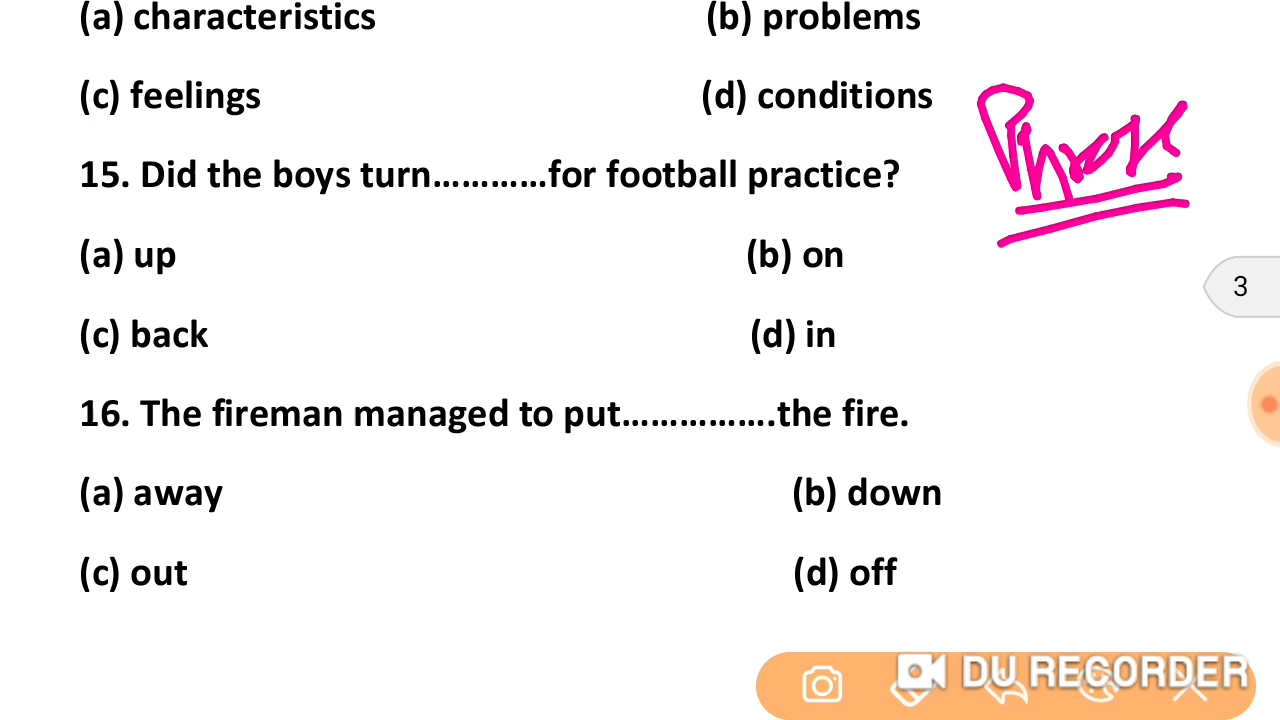 (a) characteristics (b) problems
(c) feelings (d) conditions
Phrase
15. Did the boys turn............for football practice?
(a) up (b) on
3
(c) back (d) in
16. The fireman managed to put................the fire.
(a) away (b) down
(c) out (d) off
DU RECORDER